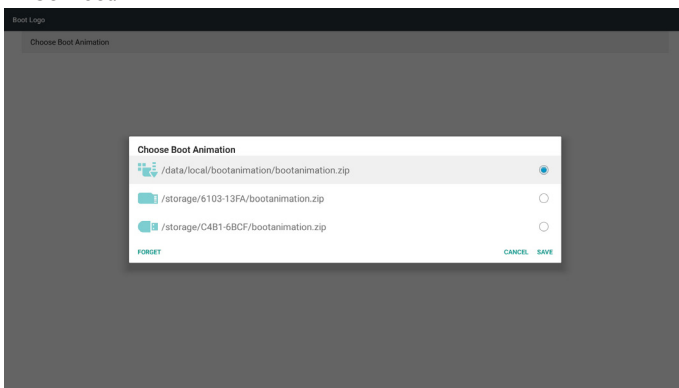 Boot Logo
Choose Boot Animation
Choose Boot Animation
/data/local/bootanimation/bootanimation.zip
/storage/6103-13FA/bootanimation.zip
/storage/C4B1-6BCF/bootanimation.zip
FORGET CANCEL SAVE